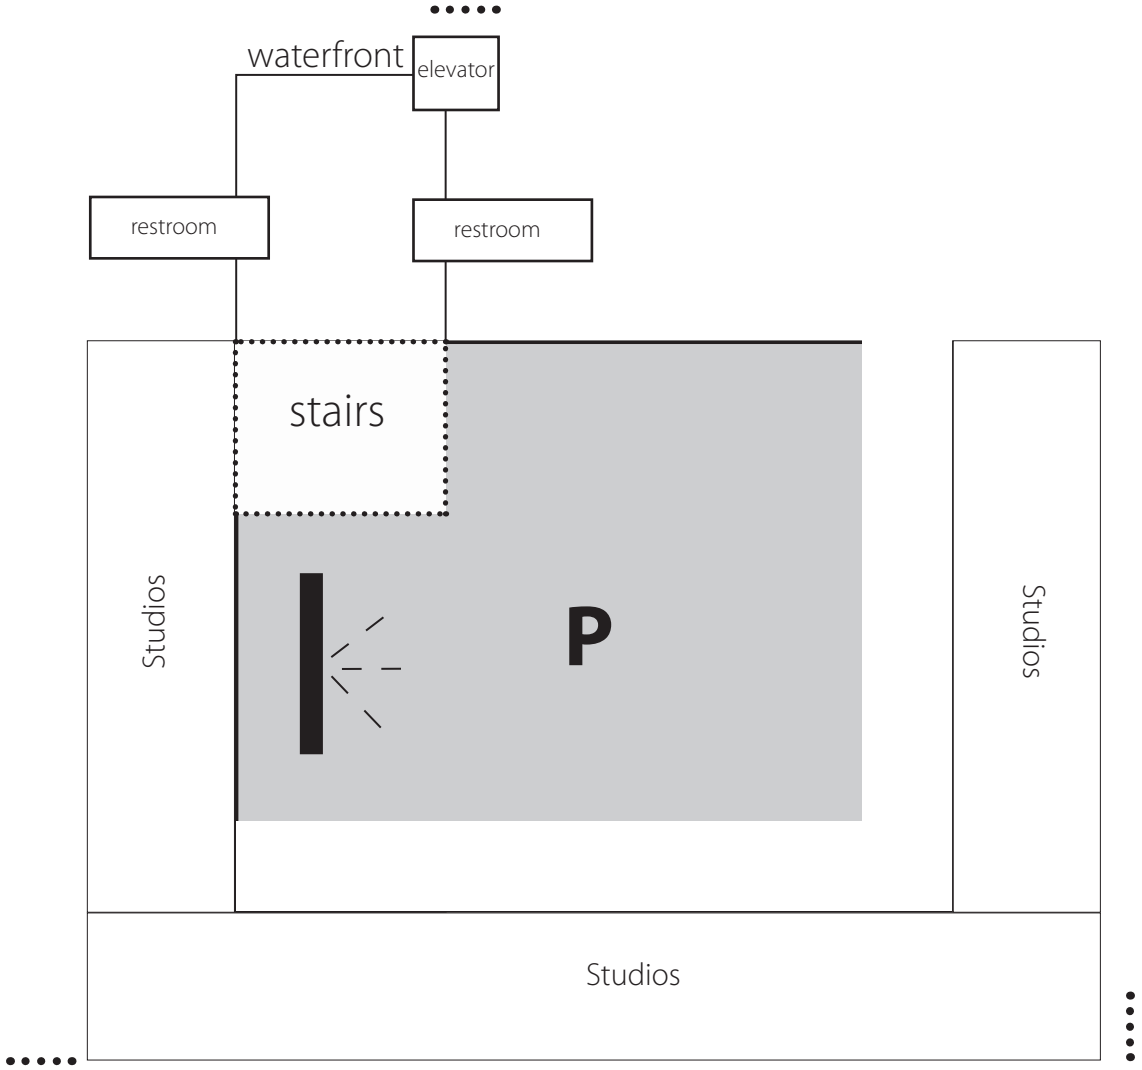 waterfront
elevator
restroom
restroom
stairs
Studios
P
Studios
Studios